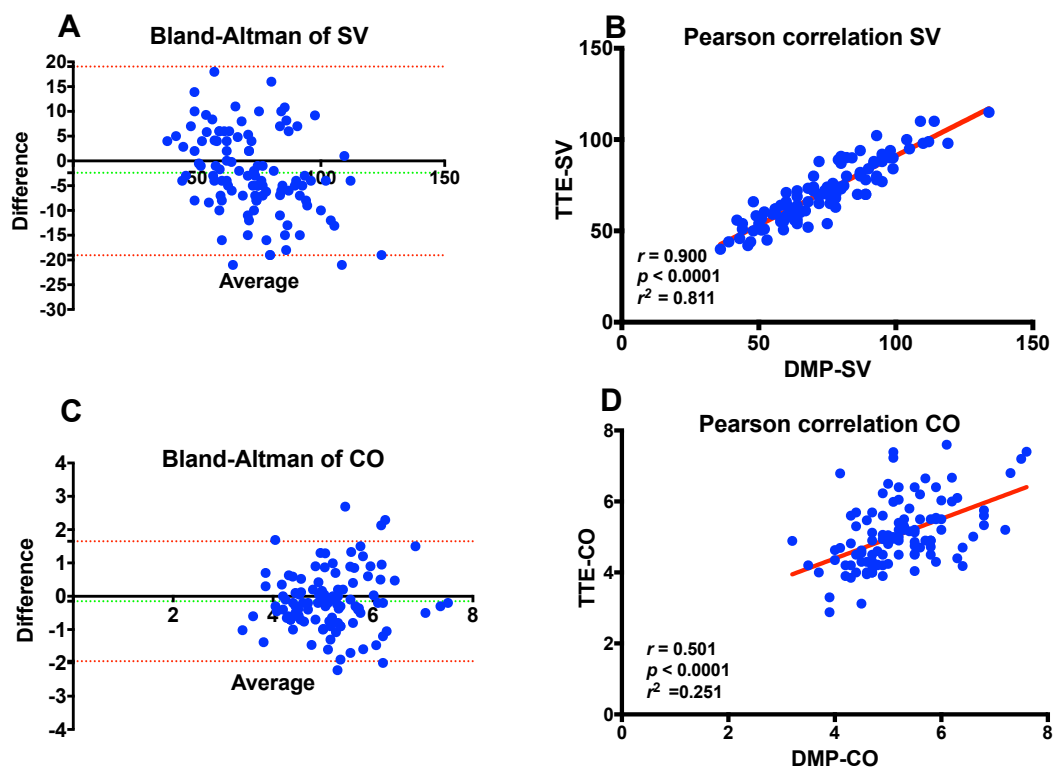 A
Bland-Altman of SV
Difference
20
15
10
5
0
-5
-10
-15
-20
-25
-30
50
100
150
Average
B
Pearson correlation SV
TTE-SV
150
100
50
0
r = 0.900
p < 0.0001
r² = 0.811
0
50
100
150
DMP-SV
C
Bland-Altman of CO
Difference
4
3
2
1
0
-1
-2
-3
-4
2
4
6
8
Average
D
Pearson correlation CO
TTE-CO
8
6
4
2
0
r = 0.501
p < 0.0001
r² =0.251
0
2
4
6
8
DMP-CO